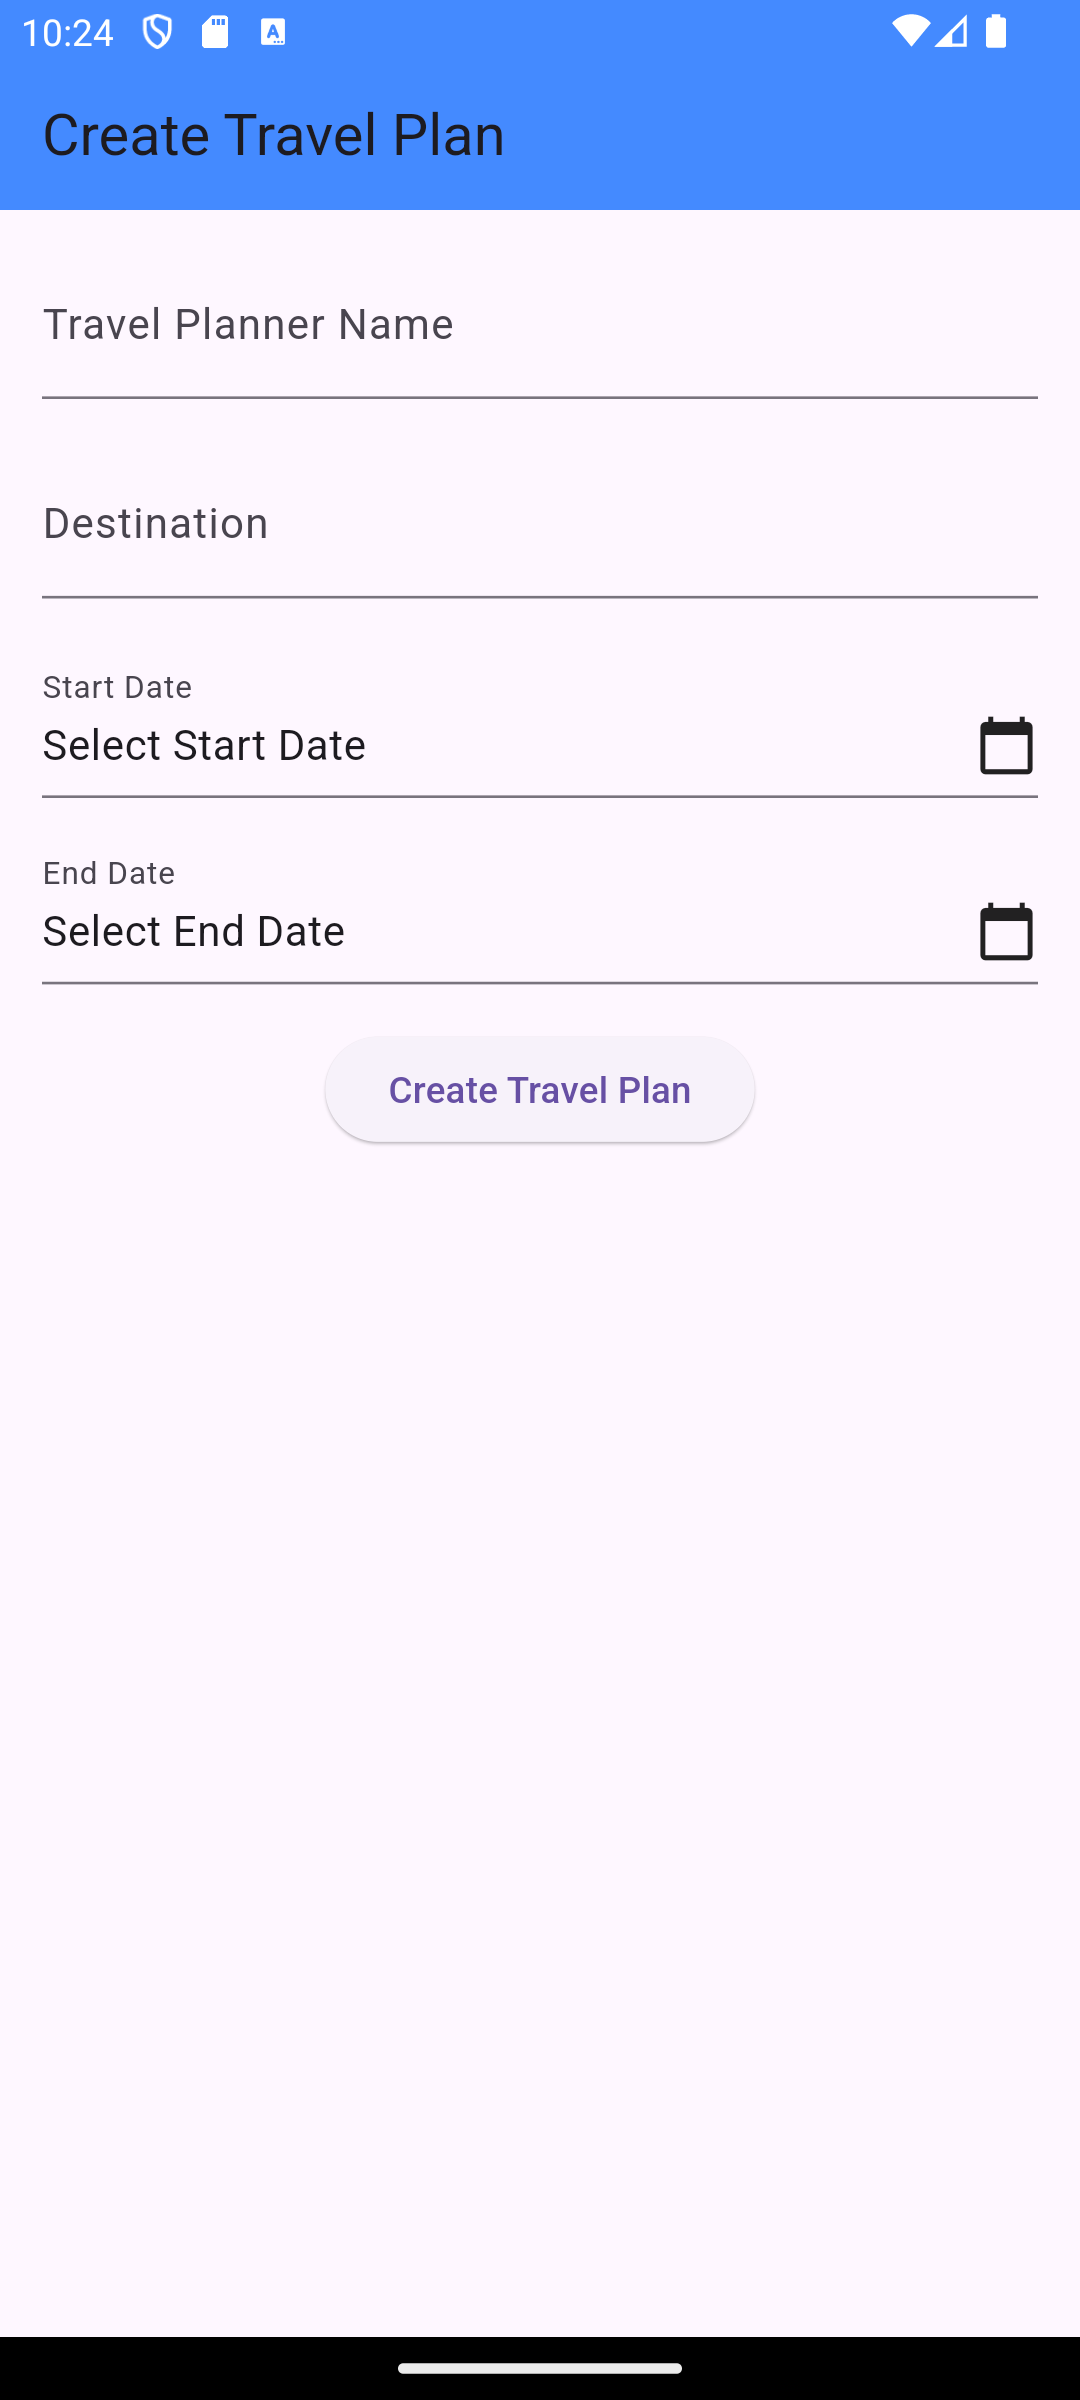 10:24
Create Travel Plan
Travel Planner Name
Destination
Start Date
Select Start Date
End Date
Select End Date
Create Travel Plan